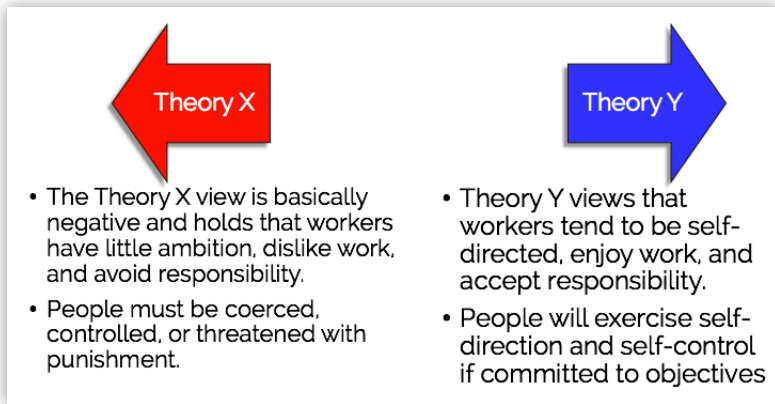 Theory X
• The Theory X view is basically
negative and holds that workers
have little ambition, dislike work,
and avoid responsibility.
• People must be coerced,
controlled, or threatened with
punishment.
Theory Y
• Theory Y views that
workers tend to be self-
directed, enjoy work, and
accept responsibility.
• People will exercise self-
direction and self-control
if committed to objectives